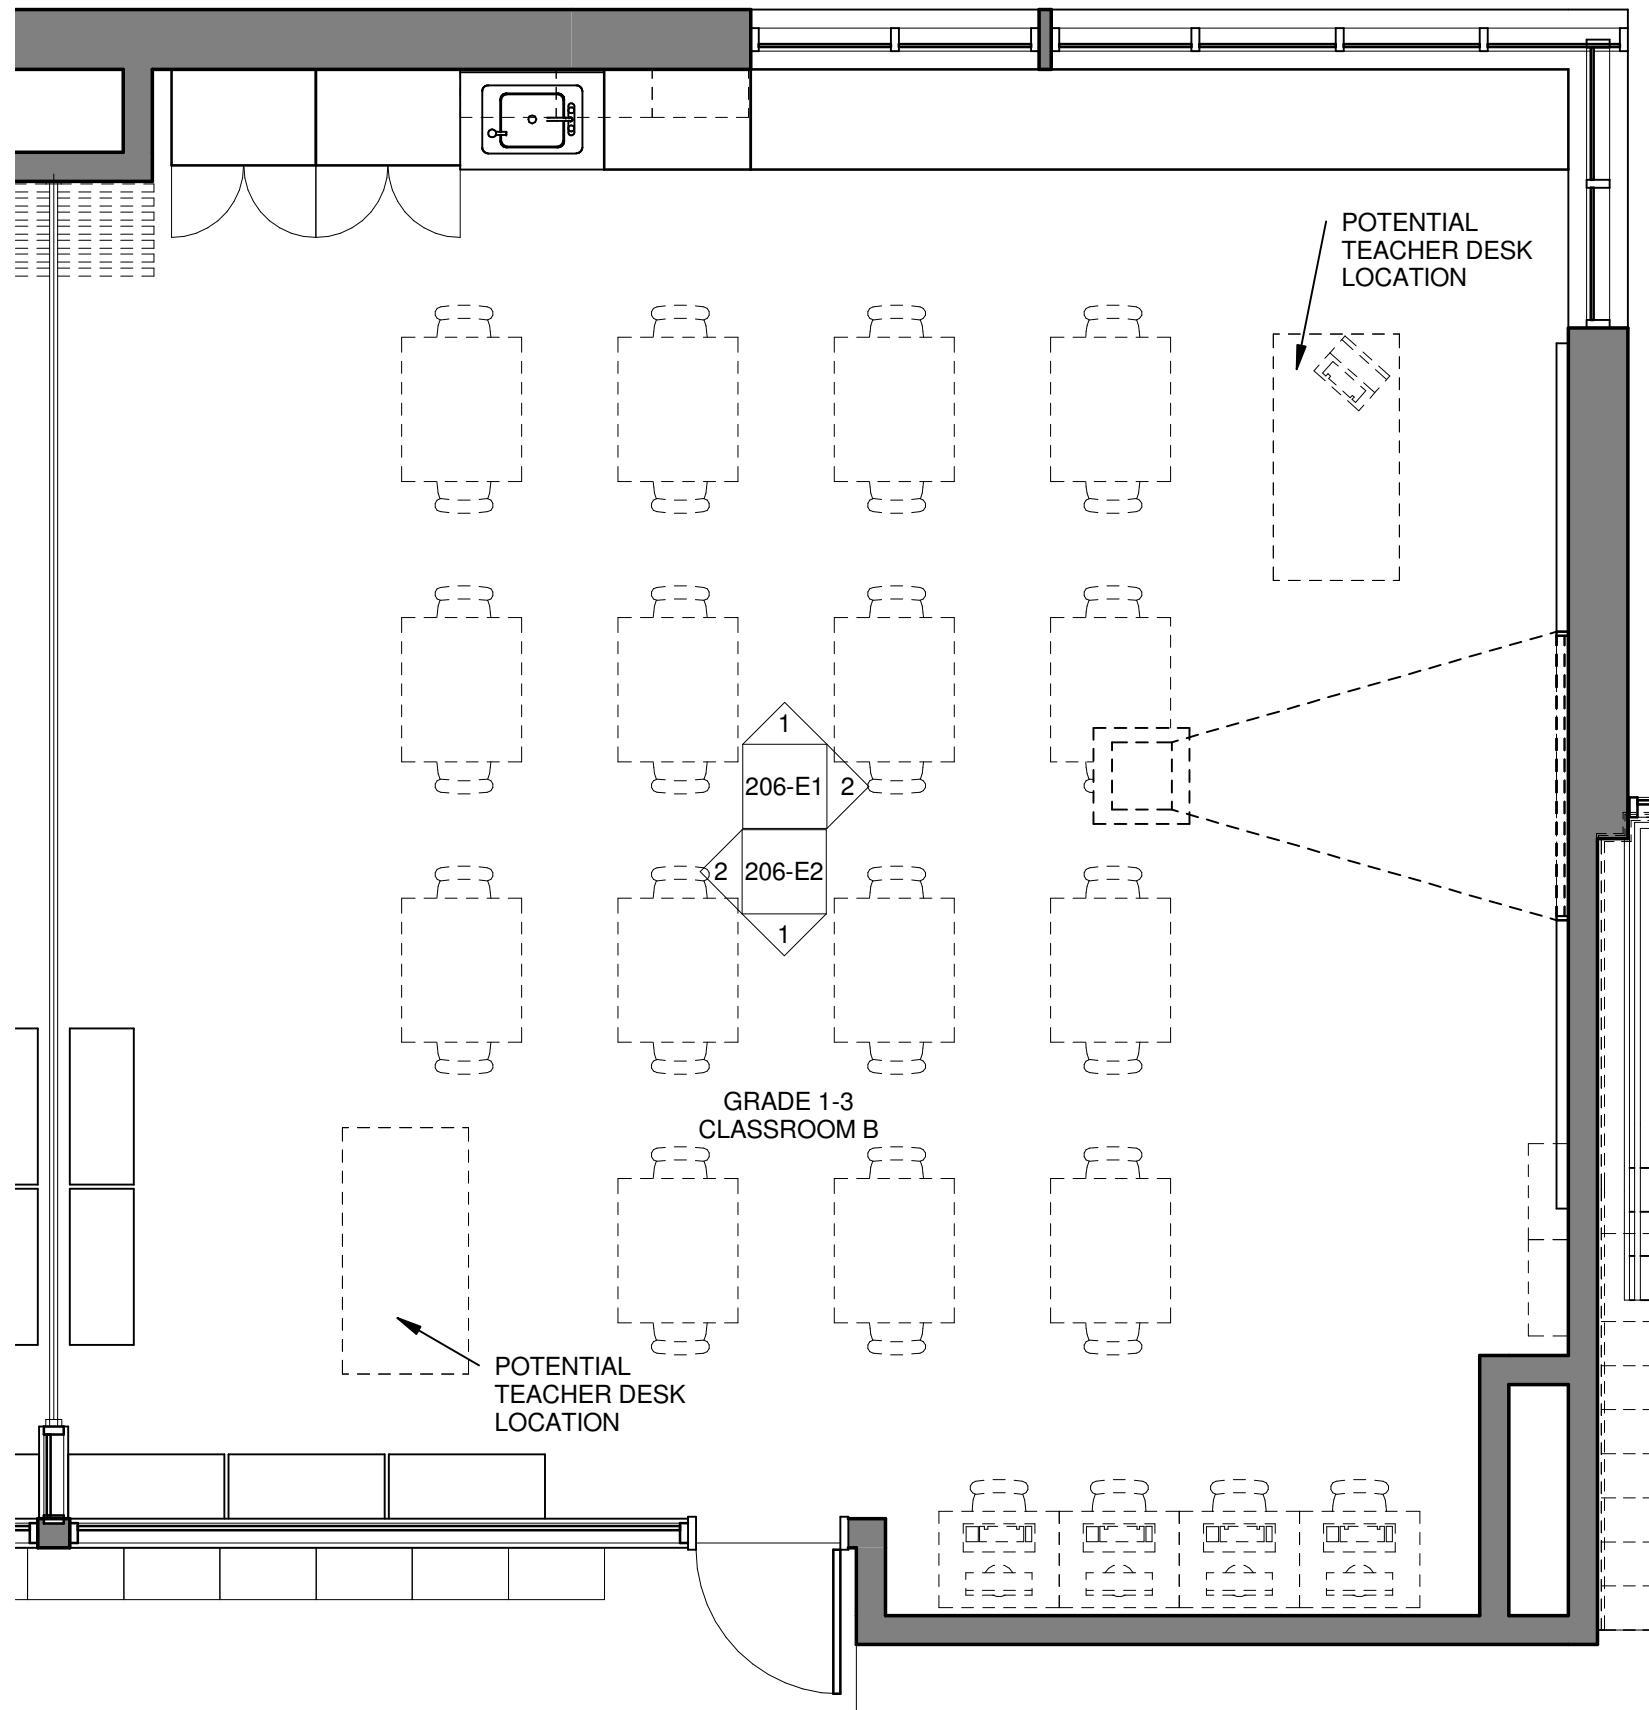 POTENTIAL
TEACHER DESK
LOCATION
1
206-E1
2
2
206-E2
1
GRADE 1-3
CLASSROOM B
POTENTIAL
TEACHER DESK
LOCATION